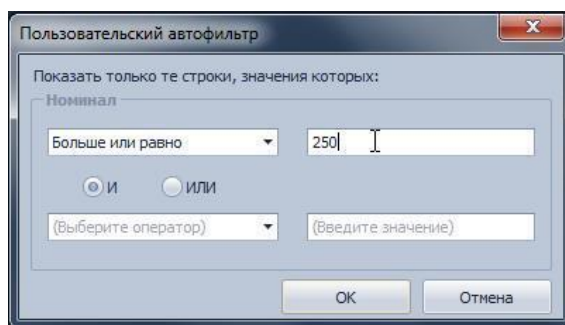 Пользовательский автофильтр
Показать только те строки, значения которых:
Номинал
Больше или равно 250
И ИЛИ
(Выберите оператор) (Введите значение)
OK Отмена